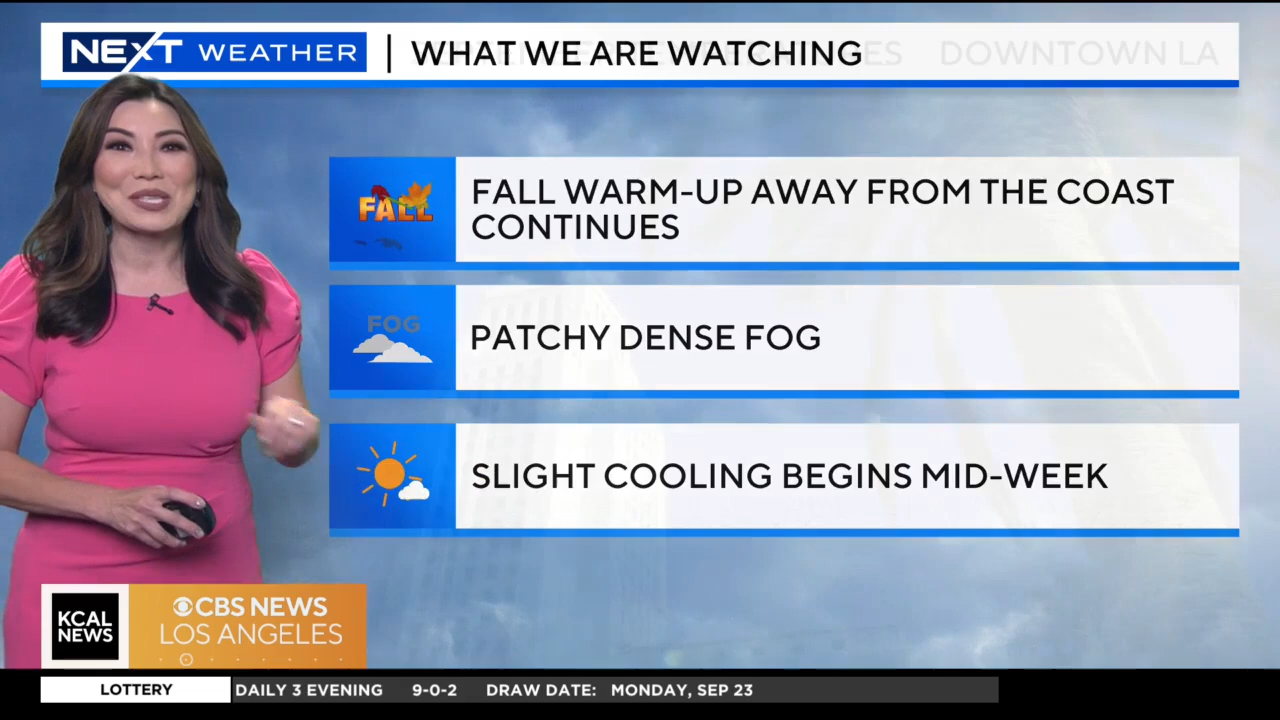 NEXT WEATHER | WHAT WE ARE WATCHING
DOWNTOWN LA
FALL
FALL WARM-UP AWAY FROM THE COAST
CONTINUES
FOG
PATCHY DENSE FOG
SLIGHT COOLING BEGINS MID-WEEK
KCAL
NEWS
CBS NEWS
LOS ANGELES
LOTTERY DAILY 3 EVENING 9-0-2 DRAW DATE: MONDAY, SEP 23